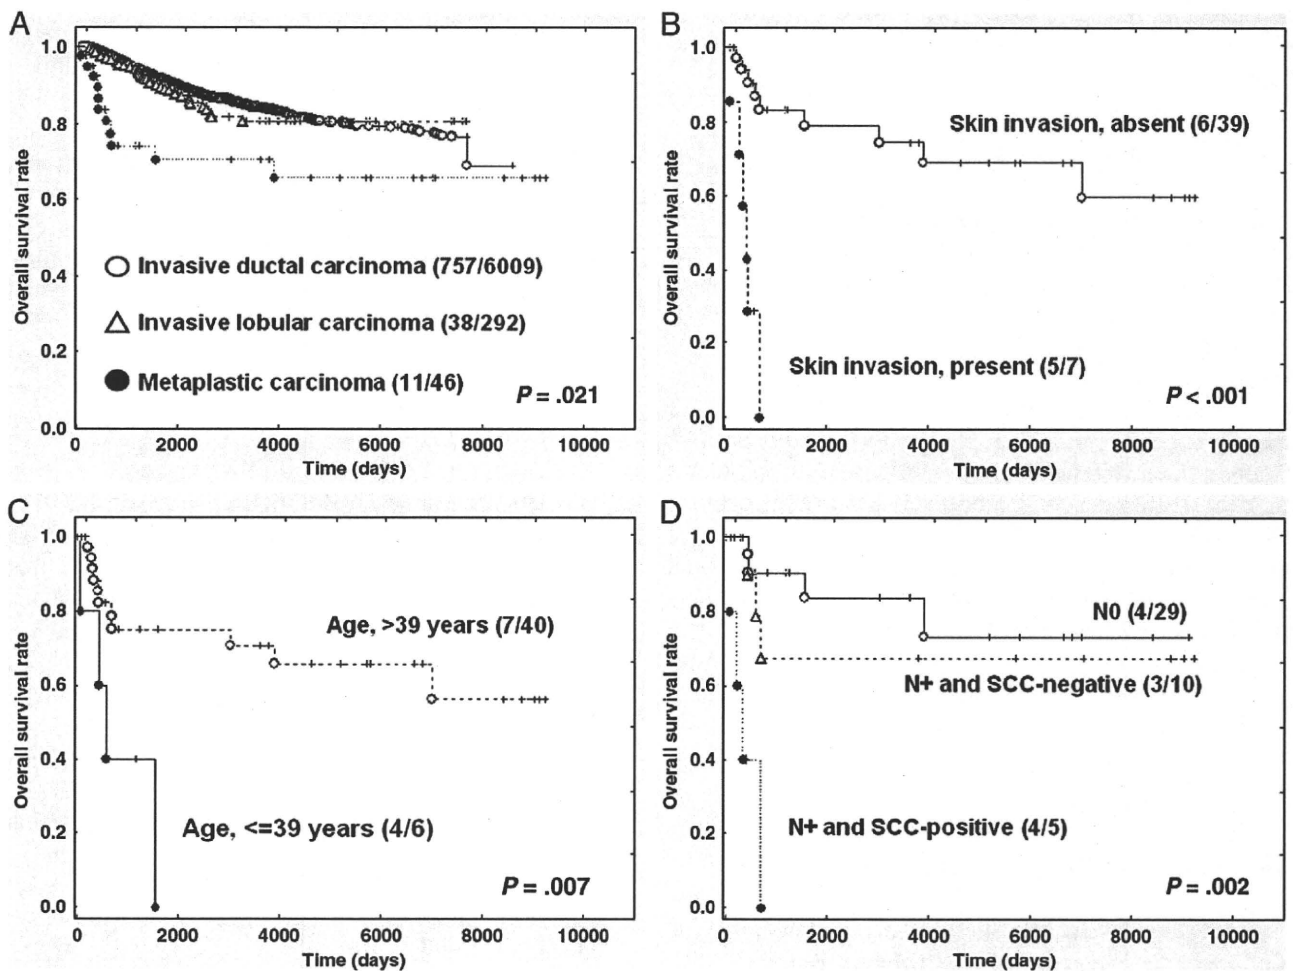 A
1.0
0.8
0.6
0.4
0.2
0.0
Overall survival rate
Invasive ductal carcinoma (757/6009)
Invasive lobular carcinoma (38/292)
Metaplastic carcinoma (11/46)
P = .021
0 2000 4000 6000 8000 10000
Time (days)
B
1.0
0.8
0.6
0.4
0.2
0.0
Overall survival rate
Skin invasion, absent (6/39)
Skin invasion, present (5/7)
P < .001
0 2000 4000 6000 8000 10000
Time (days)
C
1.0
0.8
0.6
0.4
0.2
0.0
Overall survival rate
Age, >39 years (7/40)
Age, <=39 years (4/6)
P = .007
0 2000 4000 6000 8000 10000
Time (days)
D
1.0
0.8
0.6
0.4
0.2
0.0
Overall survival rate
N0 (4/29)
N+ and SCC-negative (3/10)
N+ and SCC-positive (4/5)
P = .002
0 2000 4000 6000 8000 10000
Time (days)